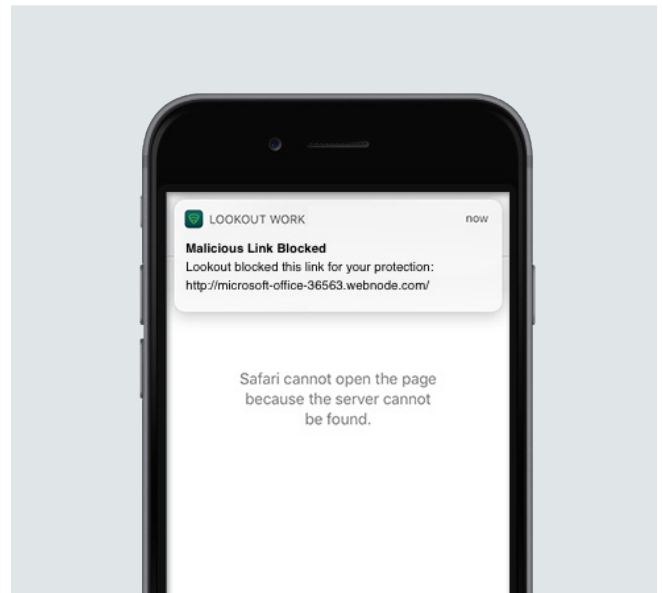 LOOKOUT WORK now
Malicious Link Blocked
Lookout blocked this link for your protection:
http://microsoft-office-36563.webnode.com/
Safari cannot open the page
because the server cannot
be found.